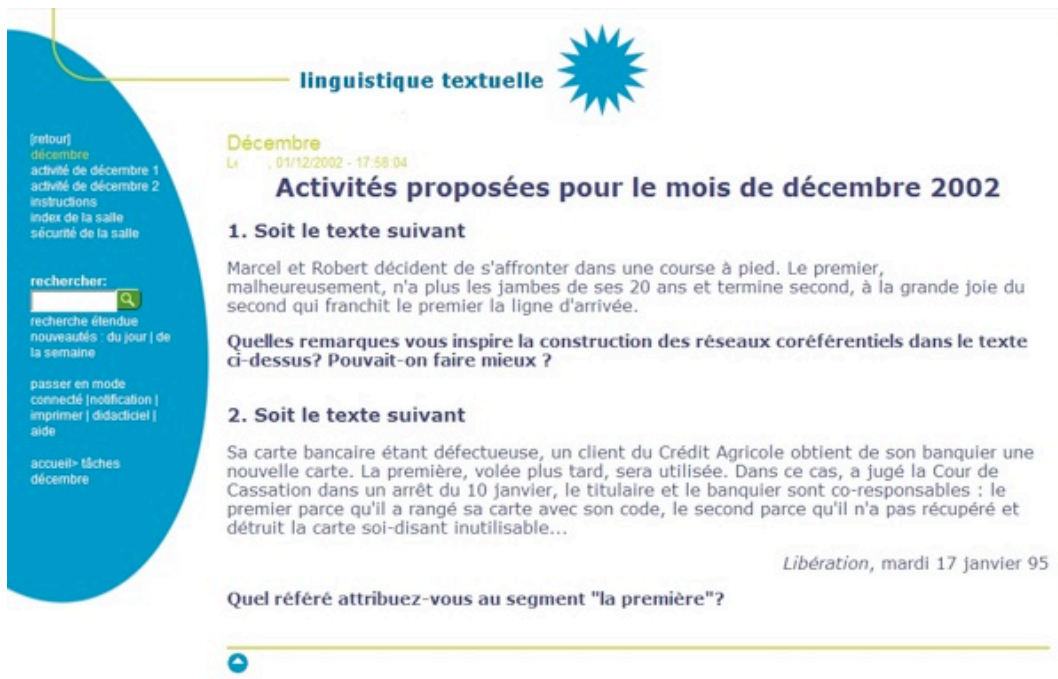 linguistique textuelle
[retour]
décembre
activité de décembre 1
activité de décembre 2
instructions
index de la salle
sécurité de la salle
rechercher:
recherche étendue
nouveautés : du jour | de
la semaine
passer en mode
connecté |notification |
imprimer | didacticiel |
aide
accueil> tâches
décembre
Décembre
, 01/12/2002 - 17:58:04
Activités proposées pour le mois de décembre 2002
1. Soit le texte suivant
Marcel et Robert décident de s'affronter dans une course à pied. Le premier,
malheureusement, n'a plus les jambes de ses 20 ans et termine second, à la grande joie du
second qui franchit le premier la ligne d'arrivée.
Quelles remarques vous inspire la construction des réseaux coréférentiels dans le texte
ci-dessus? Pouvait-on faire mieux ?
2. Soit le texte suivant
Sa carte bancaire étant défectueuse, un client du Crédit Agricole obtient de son banquier une
nouvelle carte. La première, volée plus tard, sera utilisée. Dans ce cas, a jugé la Cour de
Cassation dans un arrêt du 10 janvier, le titulaire et le banquier sont co-responsables : le
premier parce qu'il a rangé sa carte avec son code, le second parce qu'il n'a pas récupéré et
détruit la carte soi-disant inutilisable...
Libération, mardi 17 janvier 95
Quel référé attribuez-vous au segment "la première"?